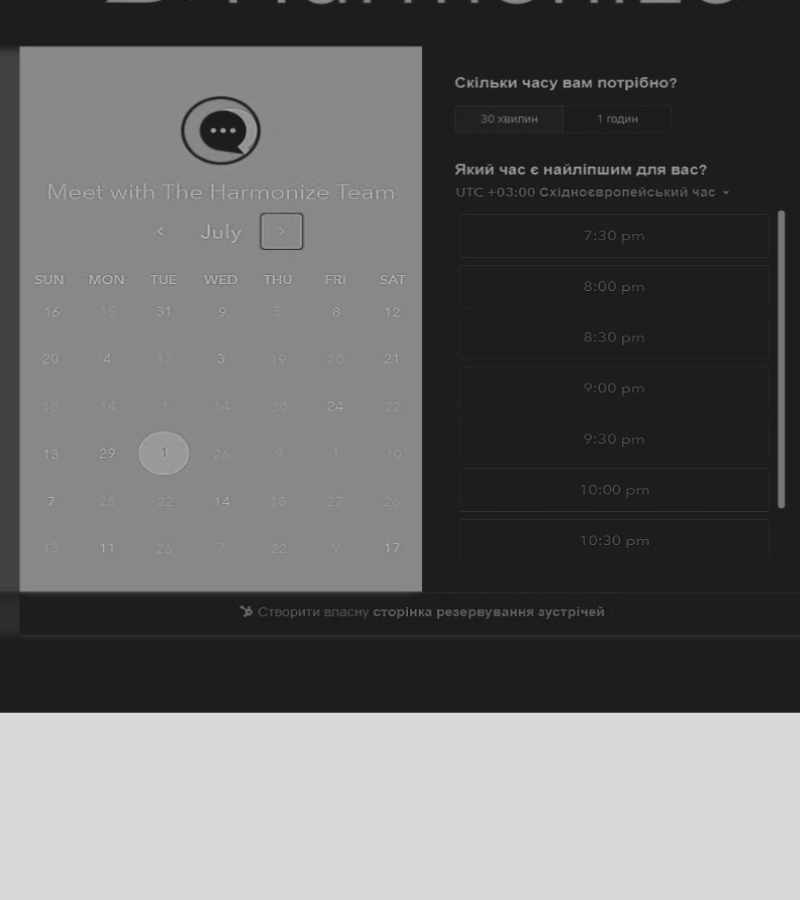 Harmonize
Meet with The Harmonize Team
July
SUN MON TUE WED THU FRI SAT
16 15 31 9 5 8 12
20 4 13 3 19 20 21
18 14 1 14 30 24 22
13 29 1 26 9 1 10
7 25 22 14 18 27 26
13 11 26 7 22 9 17
Скільки часу вам потрібно?
30 хвилин 1 годин
Який час є найліпшим для вас?
UTC +03:00 Східноєвропейський час
7:30 pm
8:00 pm
8:30 pm
9:00 pm
9:30 pm
10:00 pm
10:30 pm
Створити власну сторінка резервування зустрічей